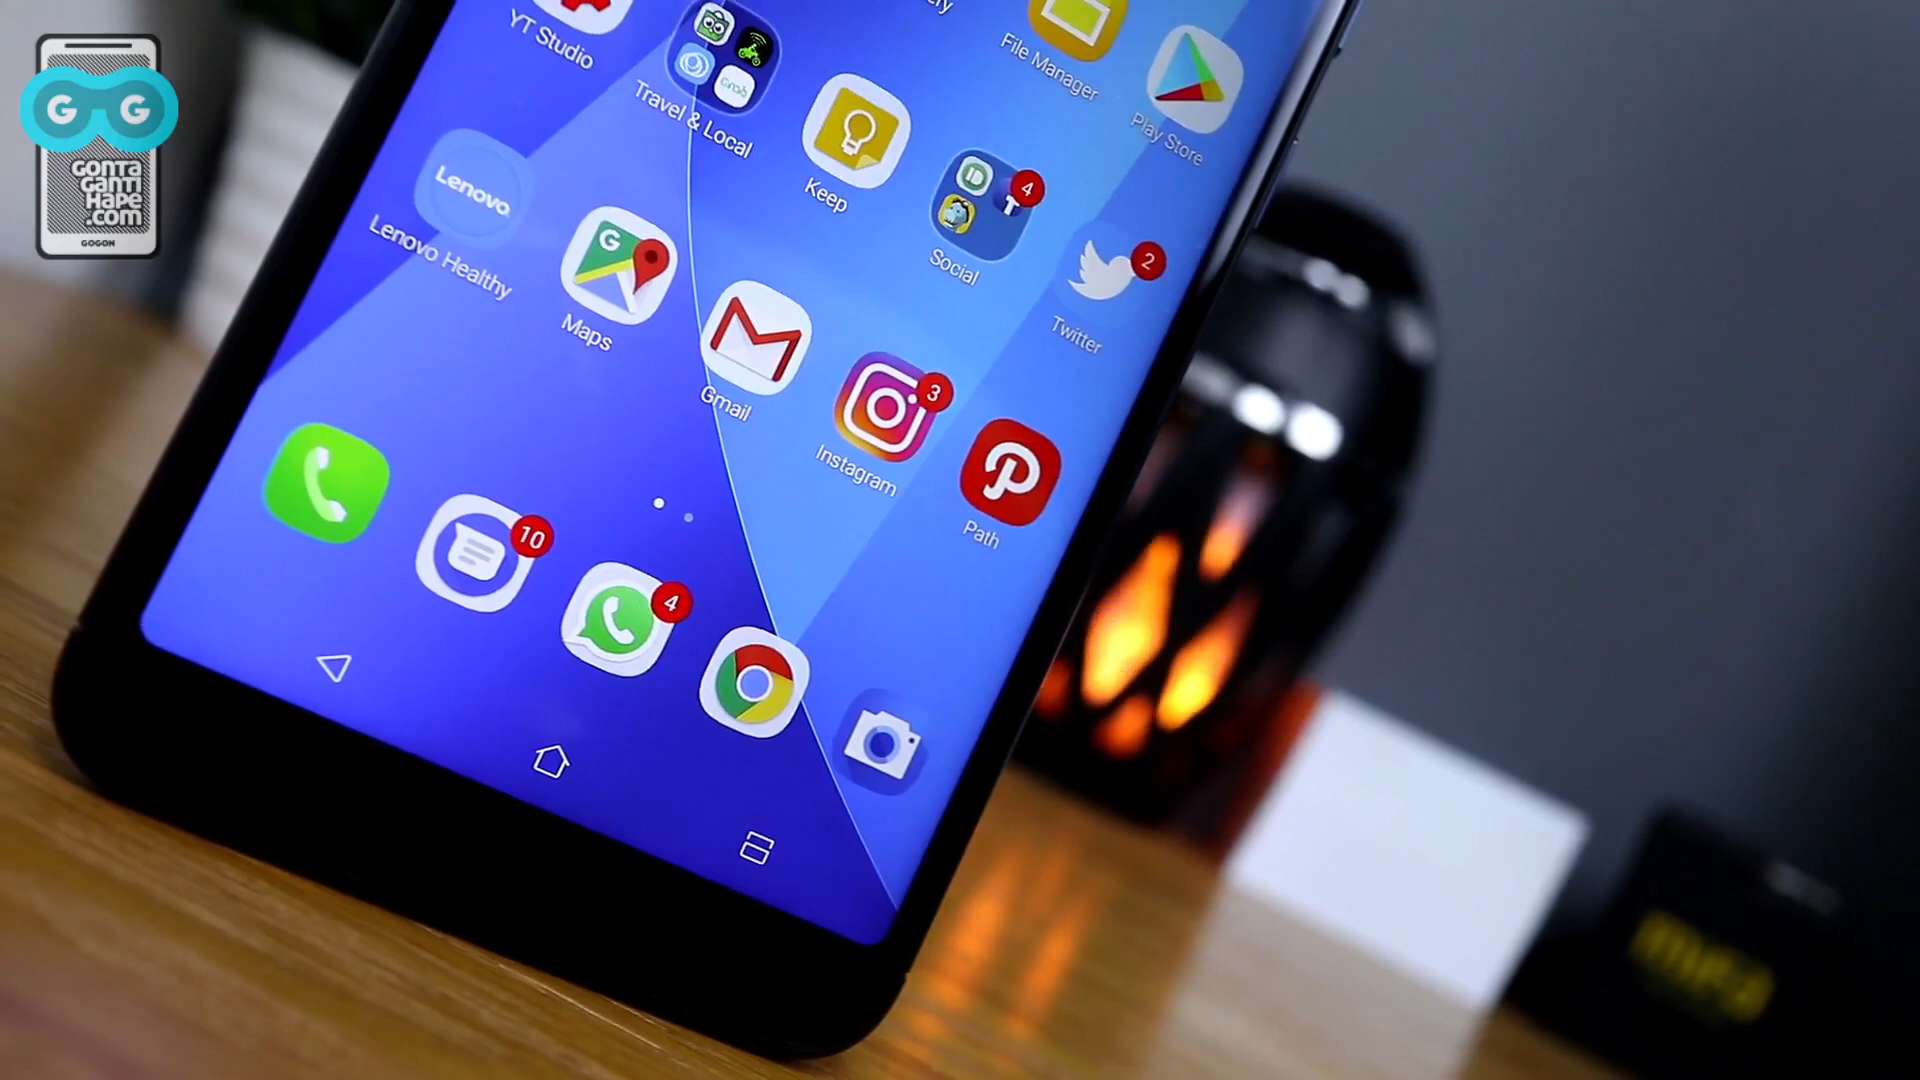 G G
GONTA
GANTI
HAPE
.COM
GOGON
YT Studio
Travel & Local
Grab
Keep
File Manager
Play Store
Lenovo
Lenovo Healthy
G
Maps
Gmail
Social
4
2
Twitter
3
Instagram
Path
10
4